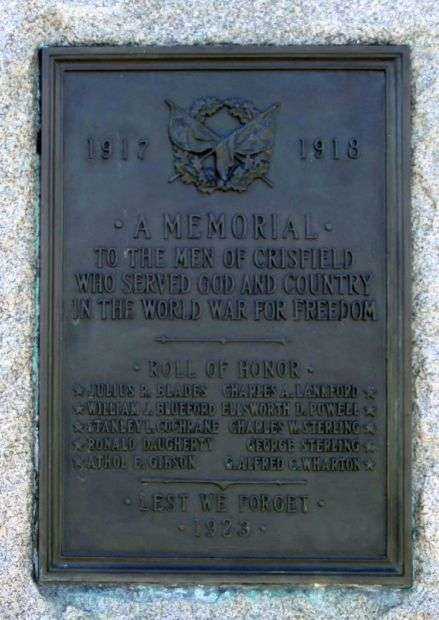 1917 1918
· A MEMORIAL ·
TO THE MEN OF CRISFIELD
WHO SERVED GOD AND COUNTRY
IN THE WORLD WAR FOR FREEDOM
· ROLL OF HONOR ·
★ JULIUS R. BLADES CHARLES A. LANKFORD ★
★ WILLIAM J. BLUEFORD ELLSWORTH D. POWELL ★
★ STANLEY L. COCHRANE CHARLES W. STERLING ★
★ RONALD DAUGHERTY GEORGE STERLING ★
★ ATHOL E. GIBSON ALFRED C. WHARTON ★
· LEST WE FORGET ·
· 1923 ·